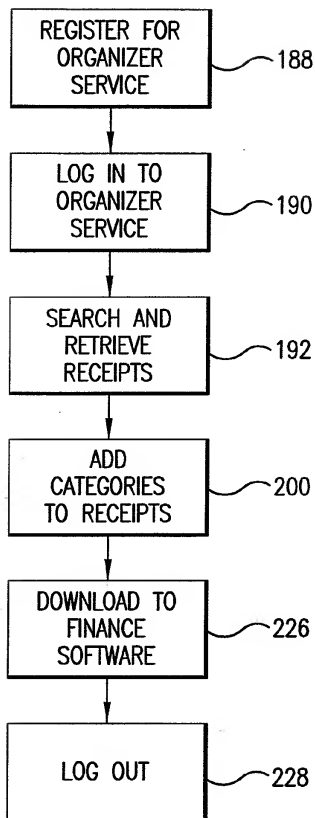 REGISTER FOR
ORGANIZER
SERVICE
188
LOG IN TO
ORGANIZER
SERVICE
190
SEARCH AND
RETRIEVE
RECEIPTS
192
ADD
CATEGORIES
TO RECEIPTS
200
DOWNLOAD TO
FINANCE
SOFTWARE
226
LOG OUT
228